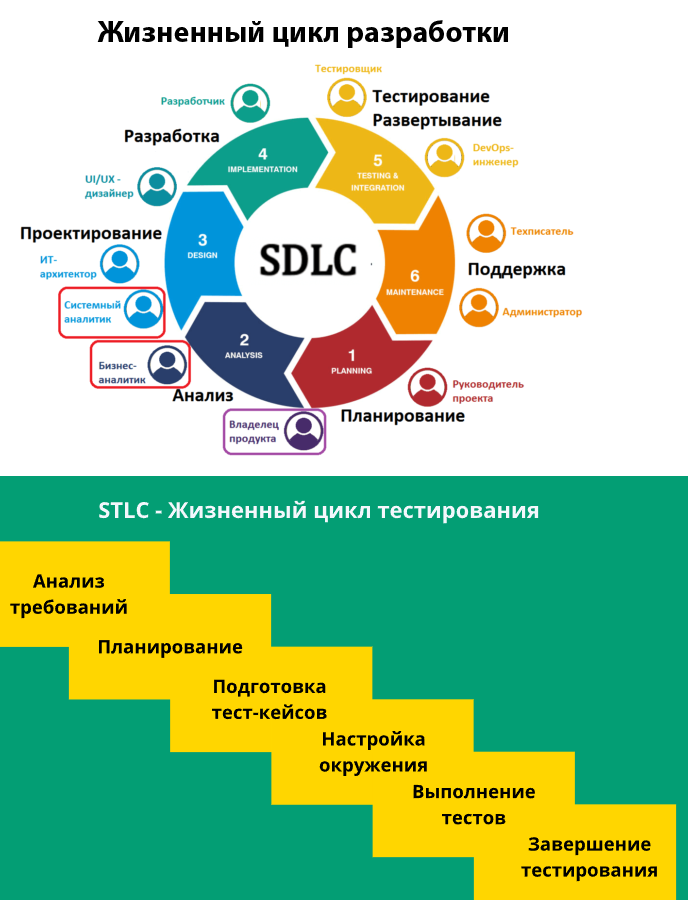 Жизненный цикл разработки
Тестировщик
Разработчик
Тестирование
Развертывание
Разработка
DevOps-
инженер
4
IMPLEMENTATION
5
TESTING &
INTEGRATION
UI/UX -
дизайнер
Техписатель
Проектирование
3
DESIGN
SDLC
ИТ-
архитектор
Поддержка
6
MAINTENANCE
Системный
аналитик
Администратор
2
ANALYSIS
1
PLANNING
Бизнес-
аналитик
Руководитель
проекта
Анализ
Планирование
Владелец
продукта
STLC - Жизненный цикл тестирования
Анализ
требований
Планирование
Подготовка
тест-кейсов
Настройка
окружения
Выполнение
тестов
Завершение
тестирования